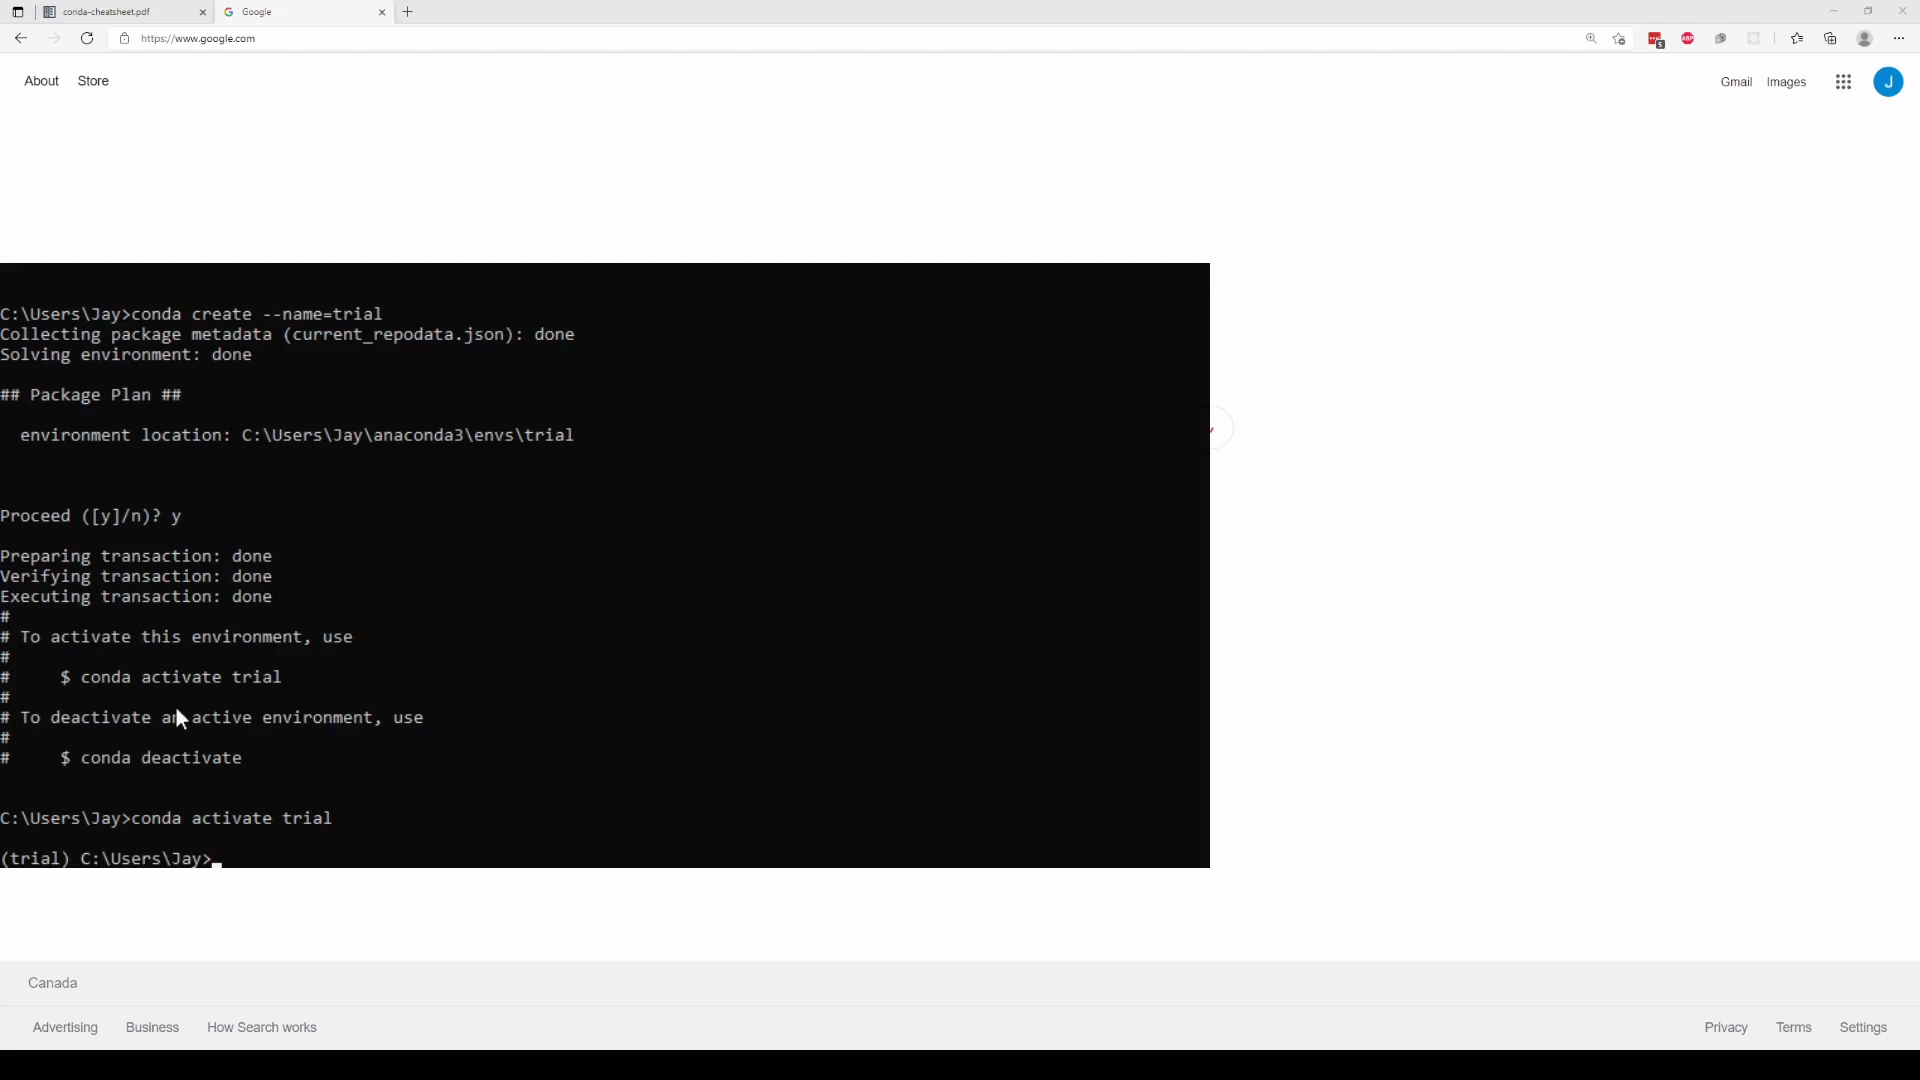 conda-cheatsheet.pdf
Google
https://www.google.com
5
ABP
About Store
Gmail Images
J
C:\Users\Jay>conda create --name=trial
Collecting package metadata (current_repodata.json): done
Solving environment: done
## Package Plan ##
environment location: C:\Users\Jay\anaconda3\envs\trial
Proceed ([y]/n)? y
Preparing transaction: done
Verifying transaction: done
Executing transaction: done
#
# To activate this environment, use
#
# $ conda activate trial
#
# To deactivate an active environment, use
#
# $ conda deactivate
C:\Users\Jay>conda activate trial
(trial) C:\Users\Jay>
Canada
Advertising Business How Search works
Privacy Terms Settings